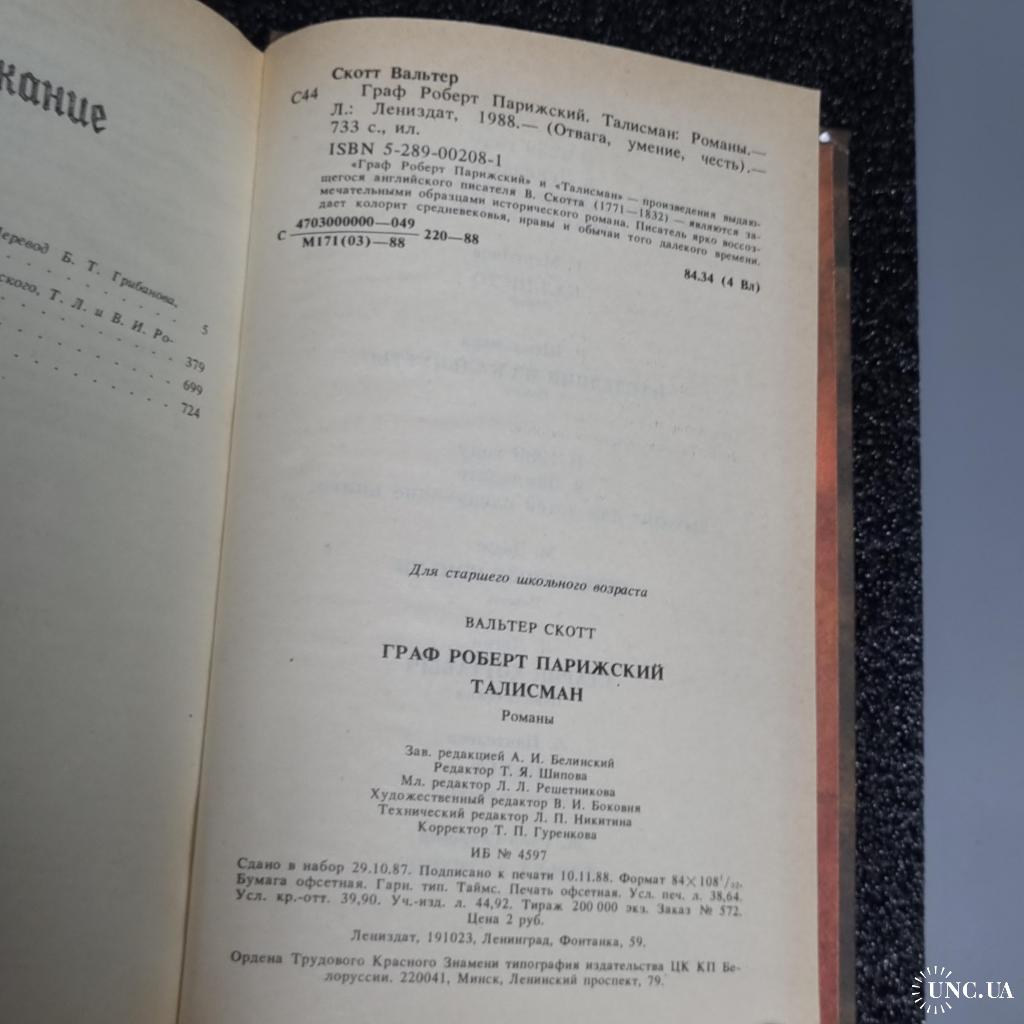 кание
Перевод Б. Т. Грибанова.
5
ского, Т. Л. и В. И. Ро-
379
699
724
Скотт Вальтер
С44 Граф Роберт Парижский. Талисман: Романы.—
Л.: Лениздат, 1988.— (Отвага, умение, честь).—
733 с., ил.
ISBN 5-289-00208-1
«Граф Роберт Парижский» и «Талисман» — произведения выдаю-
щегося английского писателя В. Скотта (1771—1832) — являются за-
мечательными образцами исторического романа. Писатель ярко воссоз-
дает колорит средневековья, нравы и обычаи того далекого времени.
С 4703000000—049
М171(03)—88 220—88
84.34 (4 Вл)
Для старшего школьного возраста
ВАЛЬТЕР СКОТТ
ГРАФ РОБЕРТ ПАРИЖСКИЙ
ТАЛИСМАН
Романы
Зав. редакцией А. И. Белинский
Редактор Т. Я. Шипова
Мл. редактор Л. Л. Решетникова
Художественный редактор В. И. Боковня
Технический редактор Л. П. Никитина
Корректор Т. П. Гуренкова
ИБ № 4597
Сдано в набор 29.10.87. Подписано к печати 10.11.88. Формат 84×108¹/₃₂.
Бумага офсетная. Гарн. тип. Таймс. Печать офсетная. Усл. печ. л. 38,64.
Усл. кр.-отт. 39,90. Уч.-изд. л. 44,92. Тираж 200 000 экз. Заказ № 572.
Цена 2 руб.
Лениздат, 191023, Ленинград, Фонтанка, 59.
Ордена Трудового Красного Знамени типография издательства ЦК КП Бе-
лоруссии. 220041, Минск, Ленинский проспект, 79.
UNC.UA